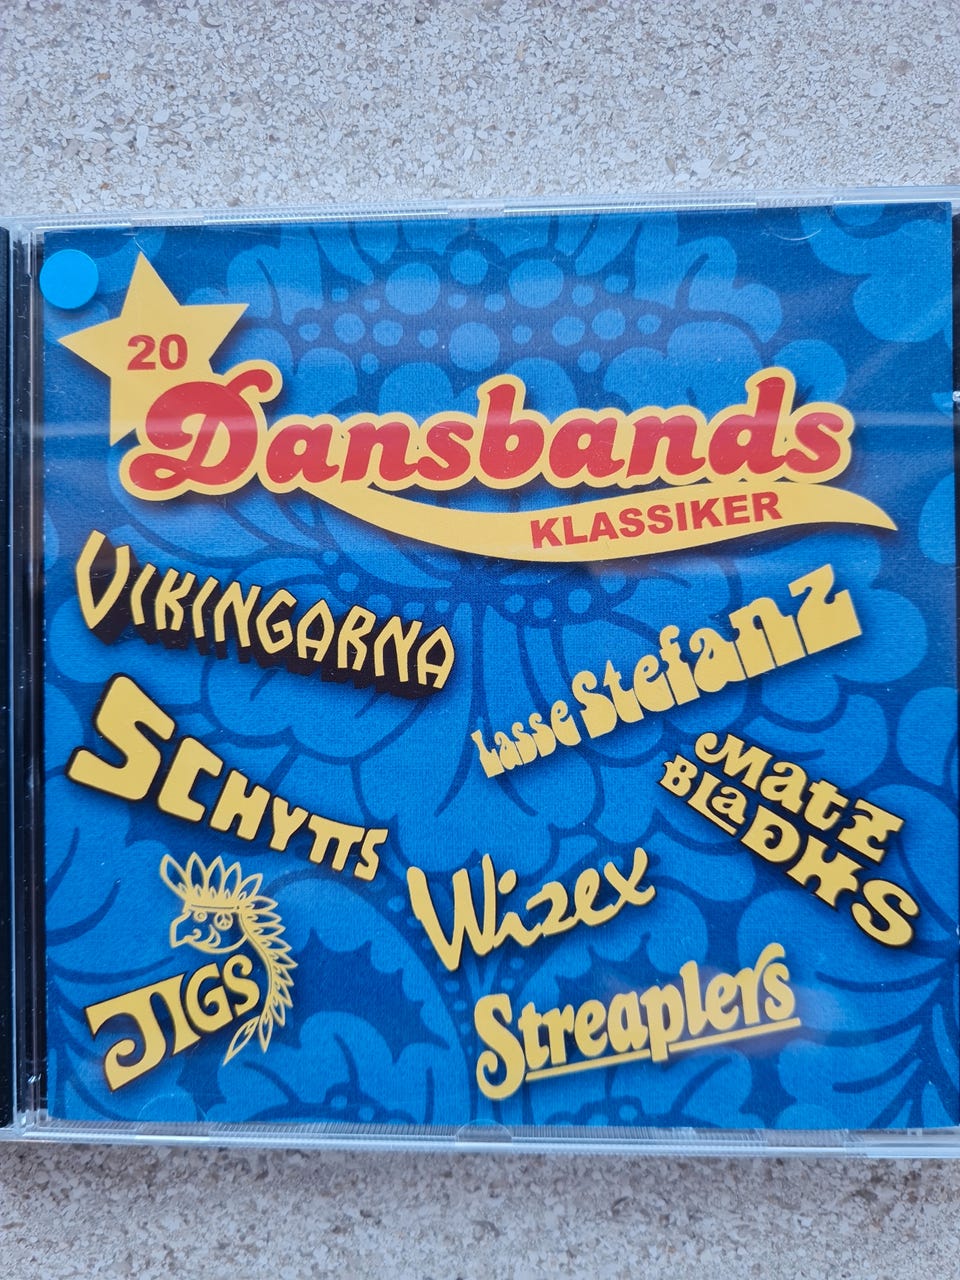 20
Dansbands
KLASSIKER
VIKINGARNA
Lasse Stefanz
SCHYTTS
Matz
BLaDHS
Wizex
JIGS
Streaplers